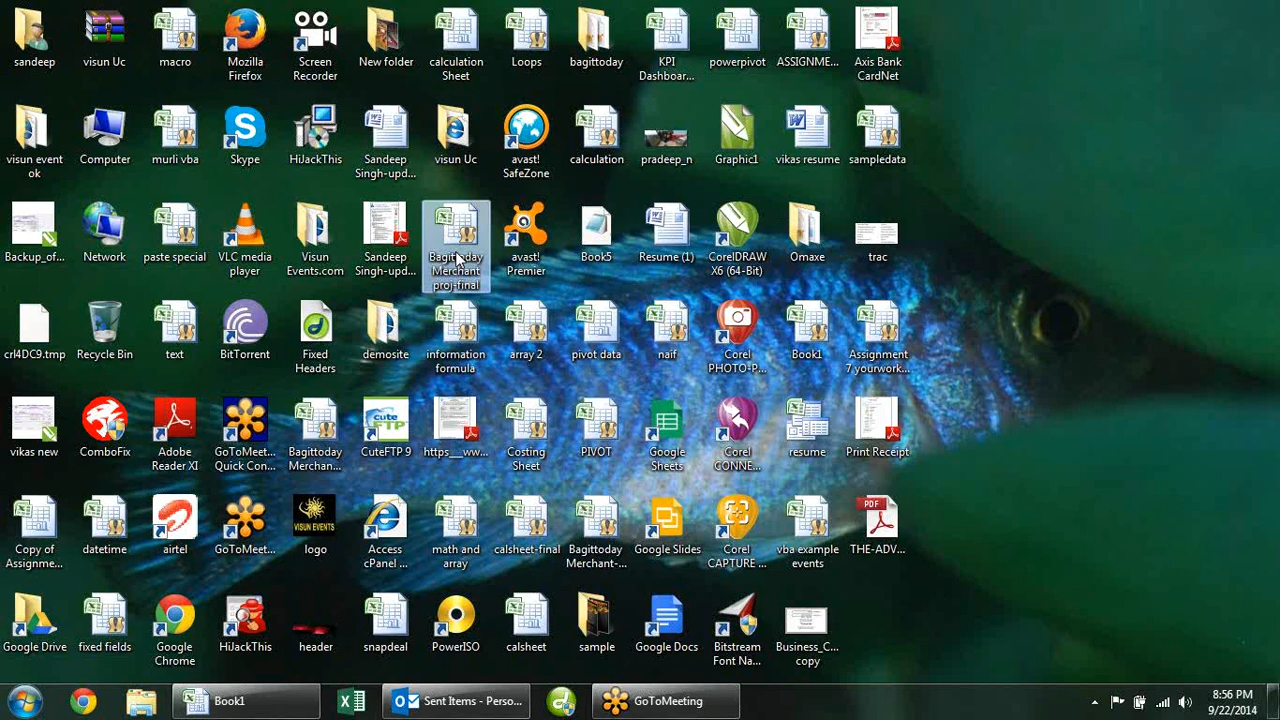 sandeep
visun Uc
macro
Mozilla
Firefox
Screen
Recorder
New folder
calculation
Sheet
Loops
bagittoday
KPI
Dashboar...
powerpivot
ASSIGNME...
Axis Bank
CardNet
visun event
ok
Computer
murli vba
Skype
HiJackThis
Sandeep
Singh-upd...
visun Uc
avast!
SafeZone
calculation
pradeep_n
Graphic1
vikas resume
sampledata
Backup_of...
Network
VLC media
player
Visun
Events.com
Sandeep
Singh-upd...
Bagittoday
Merchant
proj-final
avast!
Premier
Book5
Resume (1)
CorelDRAW
X6 (64-Bit)
Omaxe
trac
crl4DC9.tmp
Recycle Bin
text
BitTorrent
Fixed
Headers
demosite
information
formula
array 2
pivot data
naif
Corel
PHOTO-P...
Book1
Assignment
7 yourwork...
vikas new
ComboFix
Adobe
Reader XI
GoToMeet...
Quick Con...
Bagittoday
Merchan...
cute
CuteFTP 9
https___ww...
Costing
Sheet
PIVOT
Google
Sheets
Corel
CONNE...
resume
Print Receipt
Copy of
Assignme...
datetime
airtel
GoToMeet...
VISUN EVENTS
logo
Access
cPanel ...
math and
array
calsheet-final
Bagittoday
Merchant-...
Google Slides
Corel
CAPTURE ...
vba example
events
PDF
THE-ADV...
Google Drive
fixed fields
Google
Chrome
HijackThis
header
snapdeal
PowerISO
calsheet
sample
Google Docs
Bitstream
Font Na...
Business_C...
copy
Book1
Sent Items - Perso...
GoToMeeting
8:56 PM
9/22/2014